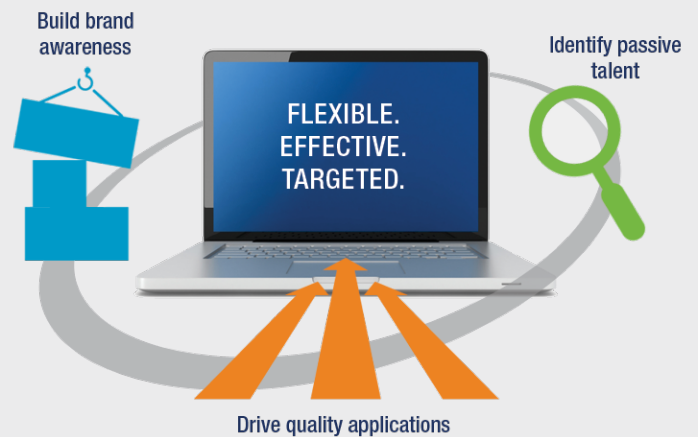 Build brand
awareness
Identify passive
talent
FLEXIBLE.
EFFECTIVE.
TARGETED.
Drive quality applications